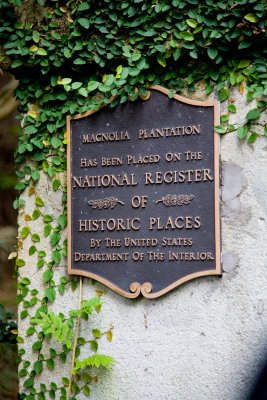 Magnolia Plantation
Has Been Placed On The
National Register
of
Historic Places
By The United States
Department Of The Interior